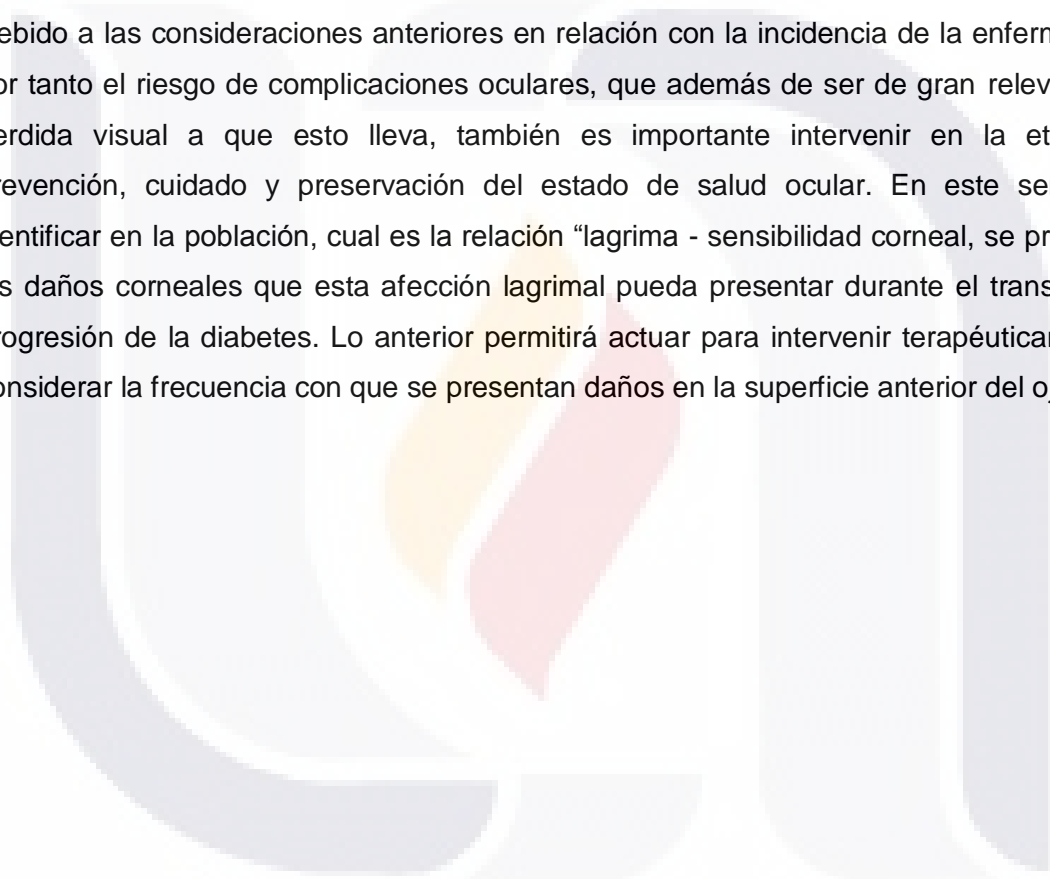 ebido a las consideraciones anteriores en relación con la incidencia de la enferm
or tanto el riesgo de complicaciones oculares, que además de ser de gran relev
erdida visual a que esto lleva, también es importante intervenir en la et
revención, cuidado y preservación del estado de salud ocular. En este se
entificar en la población, cual es la relación “lagrima - sensibilidad corneal, se pr
s daños corneales que esta afección lagrimal pueda presentar durante el trans
rogresión de la diabetes. Lo anterior permitirá actuar para intervenir terapéuticar
onsiderar la frecuencia con que se presentan daños en la superficie anterior del oj